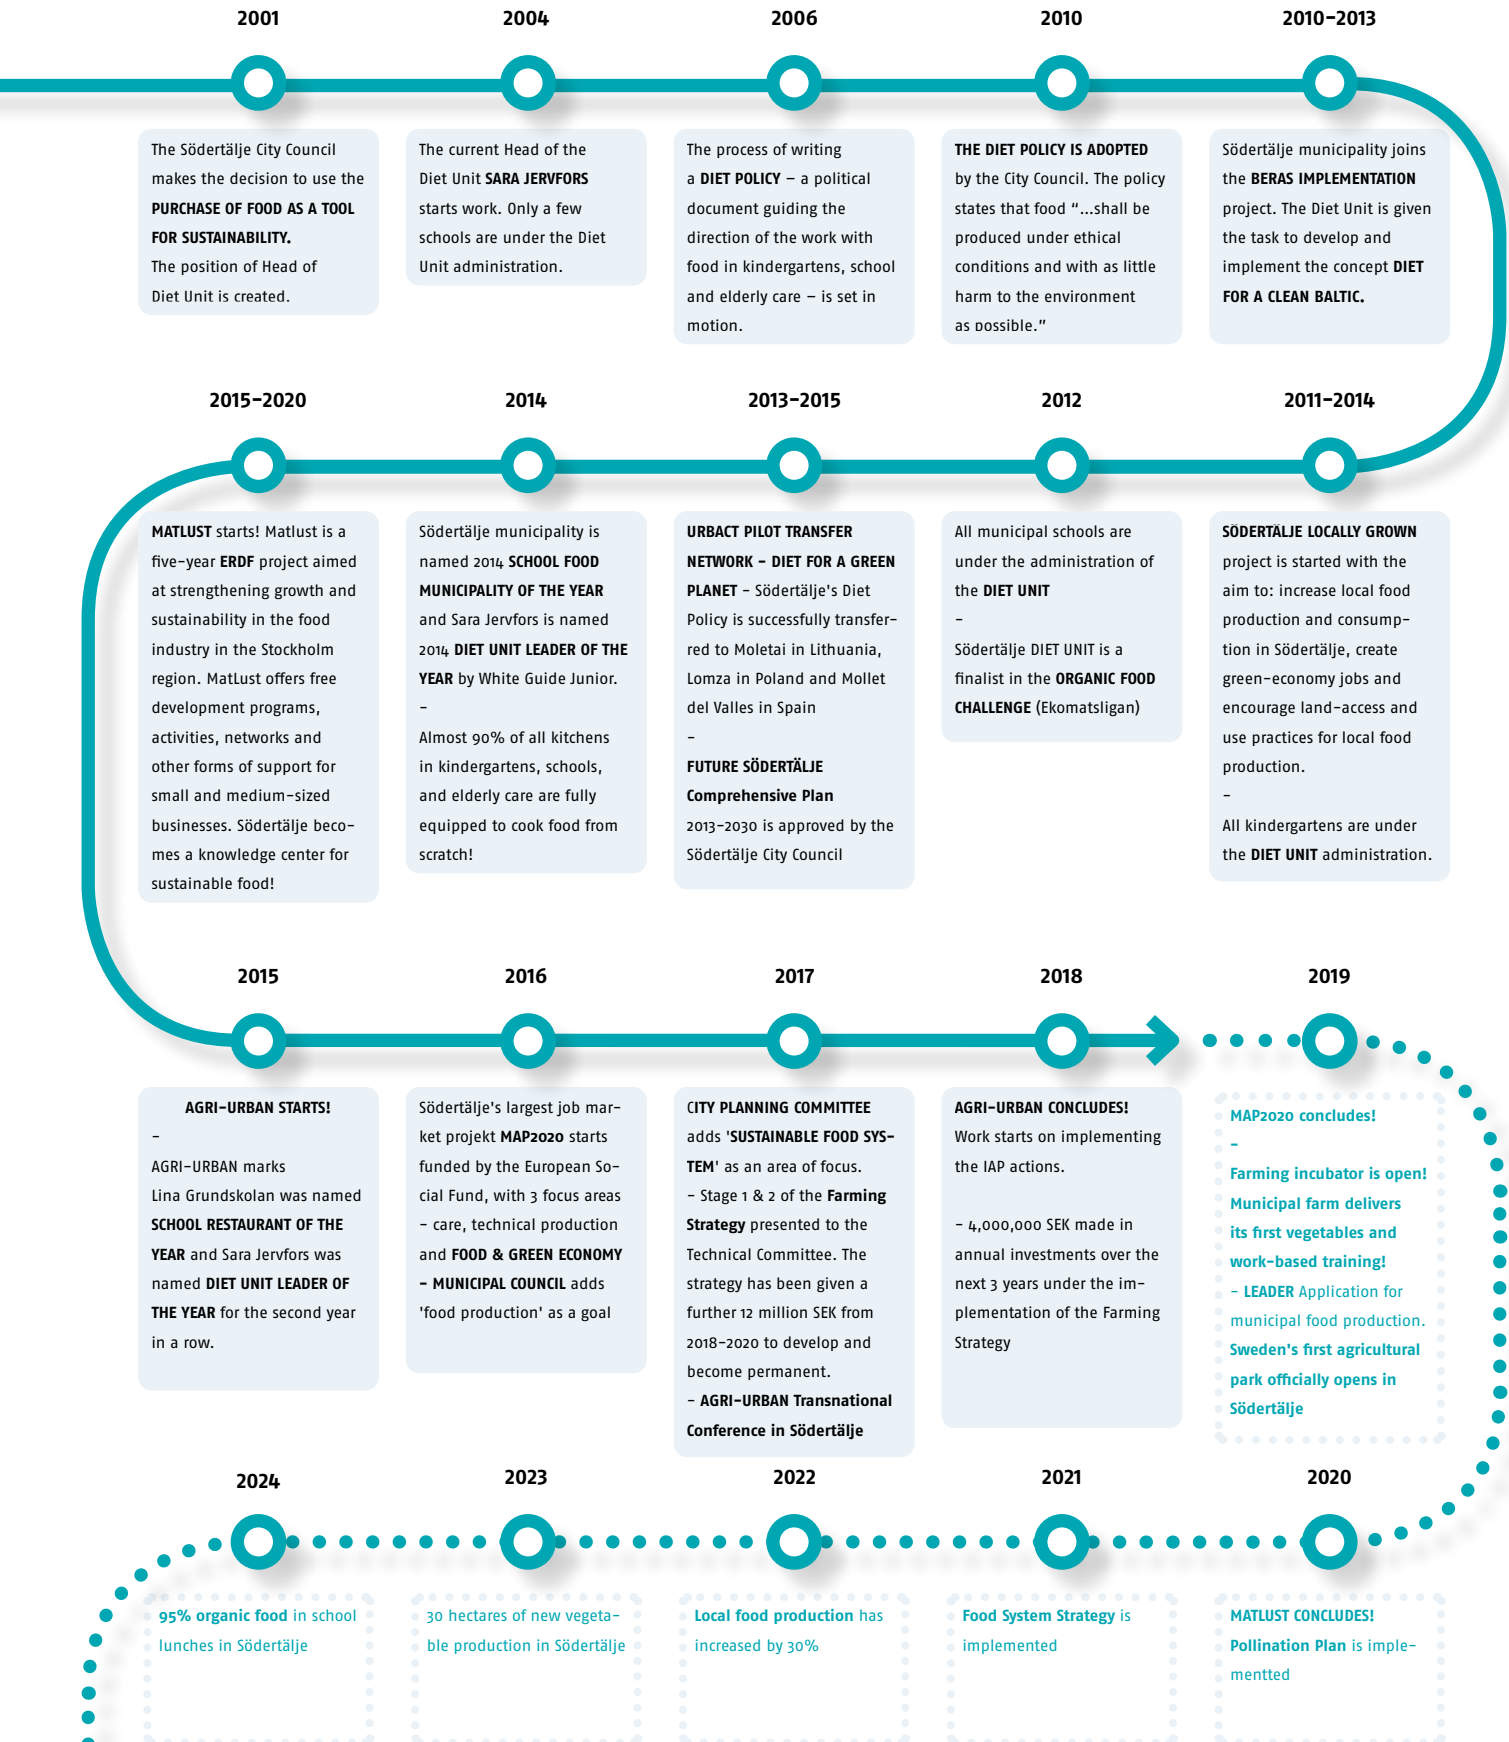 2001
The Södertälje City Council
makes the decision to use the
PURCHASE OF FOOD AS A TOOL
FOR SUSTAINABILITY.
The position of Head of
Diet Unit is created.
2004
The current Head of the
Diet Unit SARA JERVFORS
starts work. Only a few
schools are under the Diet
Unit administration.
2006
The process of writing
a DIET POLICY – a political
document guiding the
direction of the work with
food in kindergartens, school
and elderly care – is set in
motion.
2010
THE DIET POLICY IS ADOPTED
by the City Council. The policy
states that food “...shall be
produced under ethical
conditions and with as little
harm to the environment
as possible.”
2010-2013
Södertälje municipality joins
the BERAS IMPLEMENTATION
project. The Diet Unit is given
the task to develop and
implement the concept DIET
FOR A CLEAN BALTIC.
2011-2014
SÖDERTÄLJE LOCALLY GROWN
project is started with the
aim to: increase local food
production and consump-
tion in Södertälje, create
green-economy jobs and
encourage land-access and
use practices for local food
production.
-
All kindergartens are under
the DIET UNIT administration.
2012
All municipal schools are
under the administration of
the DIET UNIT
-
Södertälje DIET UNIT is a
finalist in the ORGANIC FOOD
CHALLENGE (Ekomatsligan)
2013-2015
URBACT PILOT TRANSFER
NETWORK - DIET FOR A GREEN
PLANET - Södertälje's Diet
Policy is successfully transfer-
red to Moletai in Lithuania,
Lomza in Poland and Mollet
del Valles in Spain
-
FUTURE SÖDERTÄLJE
Comprehensive Plan
2013-2030 is approved by the
Södertälje City Council
2014
Södertälje municipality is
named 2014 SCHOOL FOOD
MUNICIPALITY OF THE YEAR
and Sara Jervfors is named
2014 DIET UNIT LEADER OF THE
YEAR by White Guide Junior.
-
Almost 90% of all kitchens
in kindergartens, schools,
and elderly care are fully
equipped to cook food from
scratch!
2015-2020
MATLUST starts! Matlust is a
five-year ERDF project aimed
at strengthening growth and
sustainability in the food
industry in the Stockholm
region. MatLust offers free
development programs,
activities, networks and
other forms of support for
small and medium-sized
businesses. Södertälje beco-
mes a knowledge center for
sustainable food!
2015
AGRI-URBAN STARTS!
-
AGRI-URBAN marks
Lina Grundskolan was named
SCHOOL RESTAURANT OF THE
YEAR and Sara Jervfors was
named DIET UNIT LEADER OF
THE YEAR for the second year
in a row.
2016
Södertälje's largest job mar-
ket projekt MAP2020 starts
funded by the European So-
cial Fund, with 3 focus areas
- care, technical production
and FOOD & GREEN ECONOMY
- MUNICIPAL COUNCIL adds
'food production' as a goal
2017
CITY PLANNING COMMITTEE
adds 'SUSTAINABLE FOOD SYS-
TEM' as an area of focus.
- Stage 1 & 2 of the Farming
Strategy presented to the
Technical Committee. The
strategy has been given a
further 12 million SEK from
2018-2020 to develop and
become permanent.
- AGRI-URBAN Transnational
Conference in Södertälje
2018
AGRI-URBAN CONCLUDES!
Work starts on implementing
the IAP actions.
- 4,000,000 SEK made in
annual investments over the
next 3 years under the im-
plementation of the Farming
Strategy
2019
MAP2020 concludes!
-
Farming incubator is open!
Municipal farm delivers
its first vegetables and
work-based training!
- LEADER Application for
municipal food production.
Sweden's first agricultural
park officially opens in
Södertälje
2020
MATLUST CONCLUDES!
Pollination Plan is imple-
mentted
2021
Food System Strategy is
implemented
2022
Local food production has
increased by 30%
2023
30 hectares of new vegeta-
ble production in Södertälje
2024
95% organic food in school
lunches in Södertälje